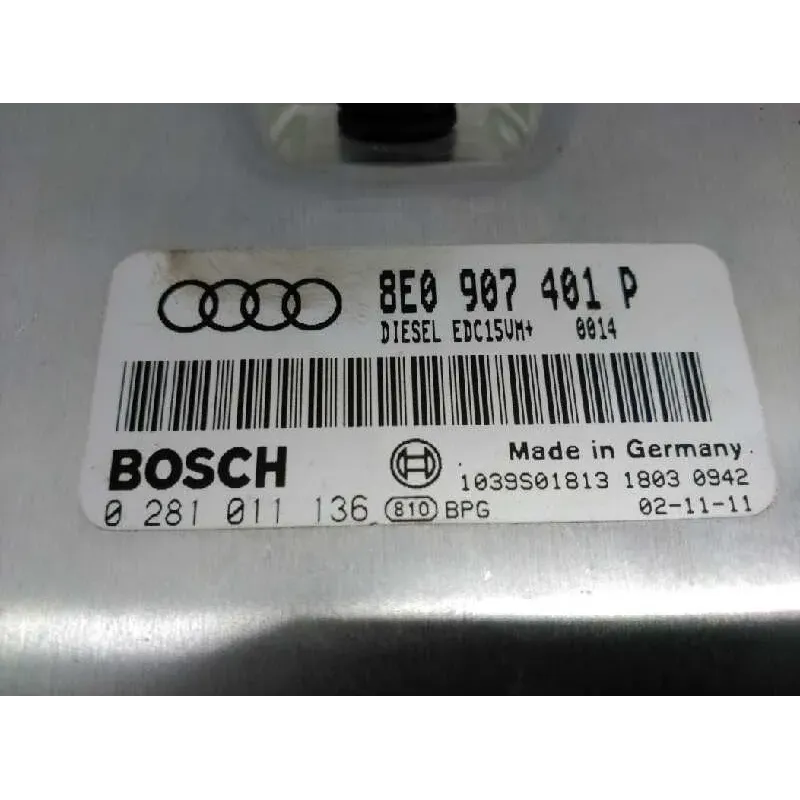 8E0 907 401 P
DIESEL EDC15VM+ 0014
BOSCH
Made in Germany
1039S01813 1803 0942
0 281 011 136 810 BPG 02-11-11